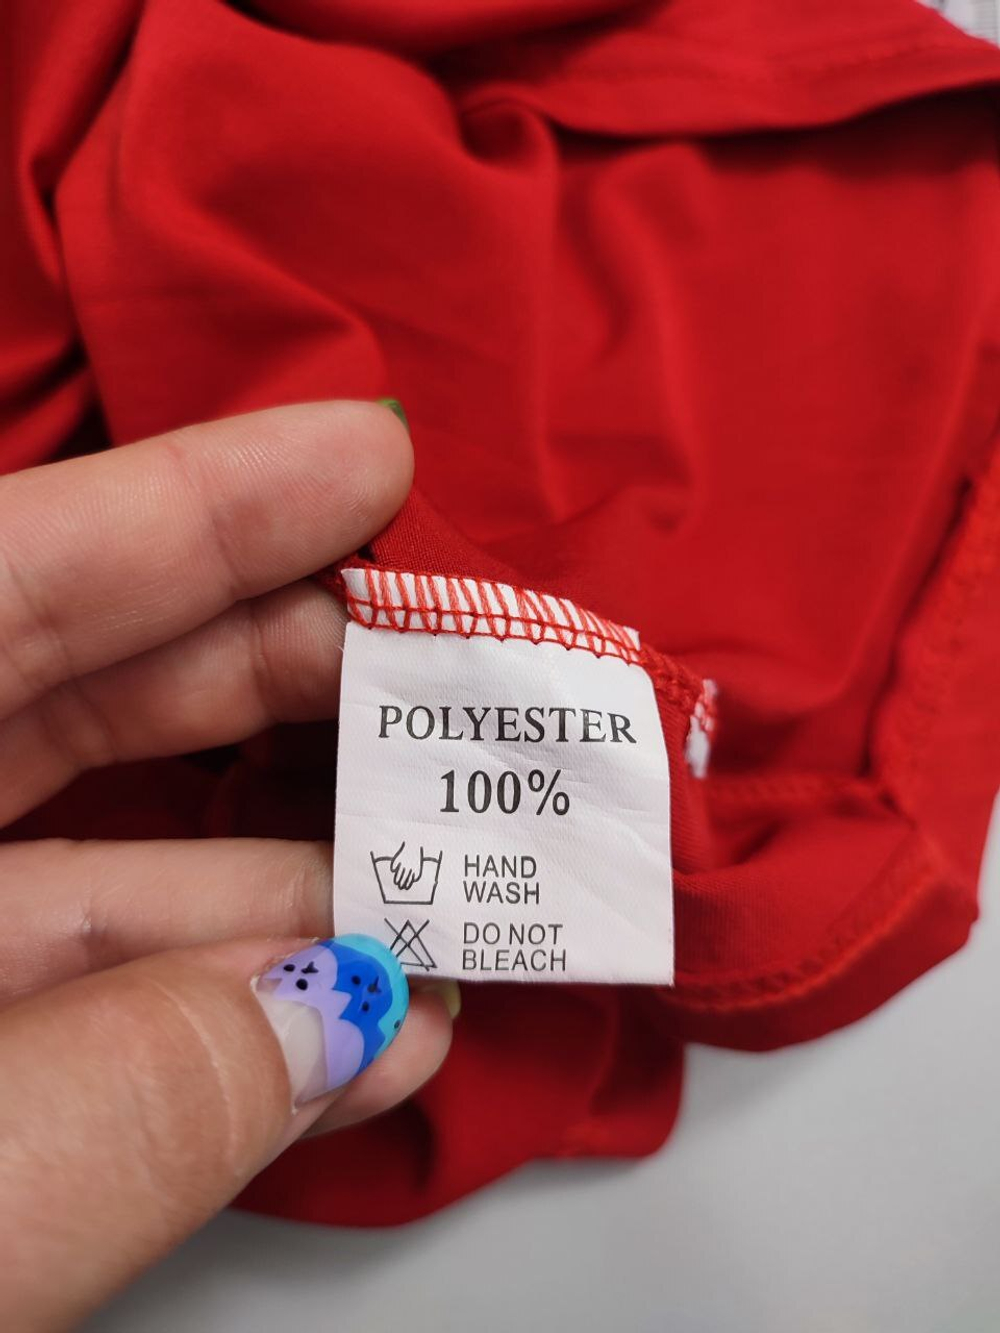 POLYESTER
100%
HAND
WASH
DO NOT
BLEACH